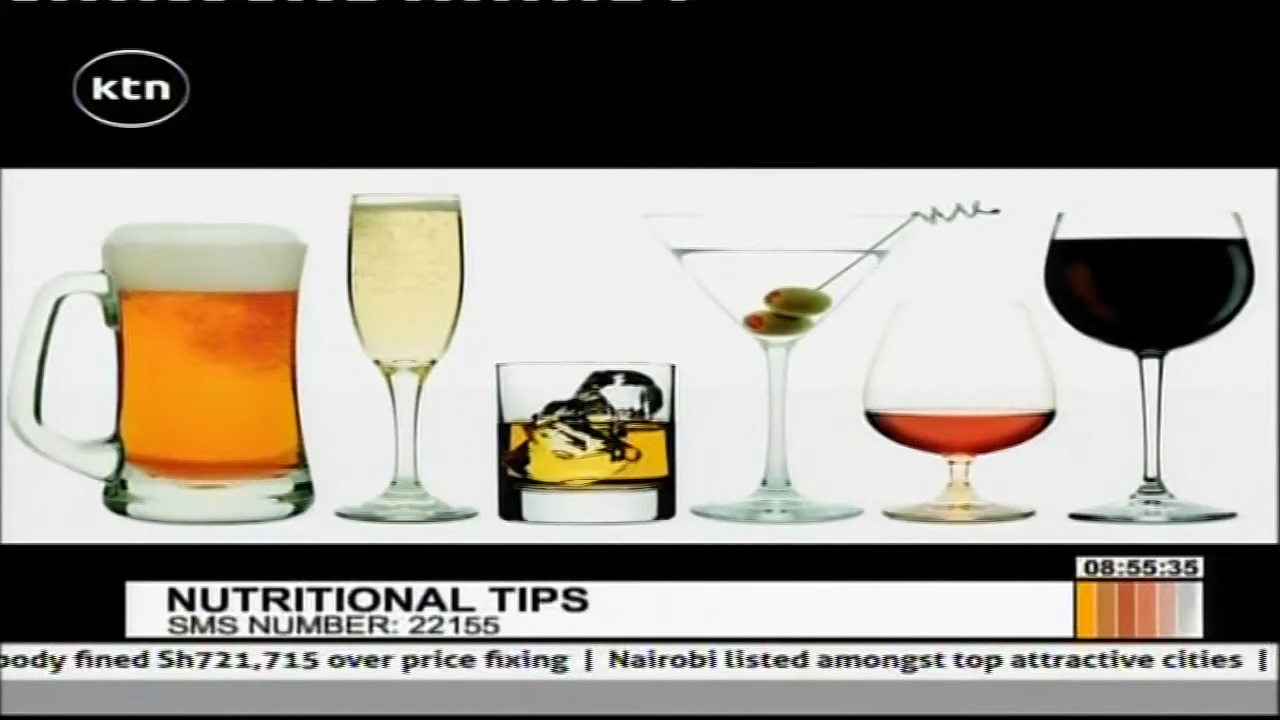 ktn
08:55:35
NUTRITIONAL TIPS
SMS NUMBER: 22155
body fined Sh721,715 over price fixing | Nairobi listed amongst top attractive cities |